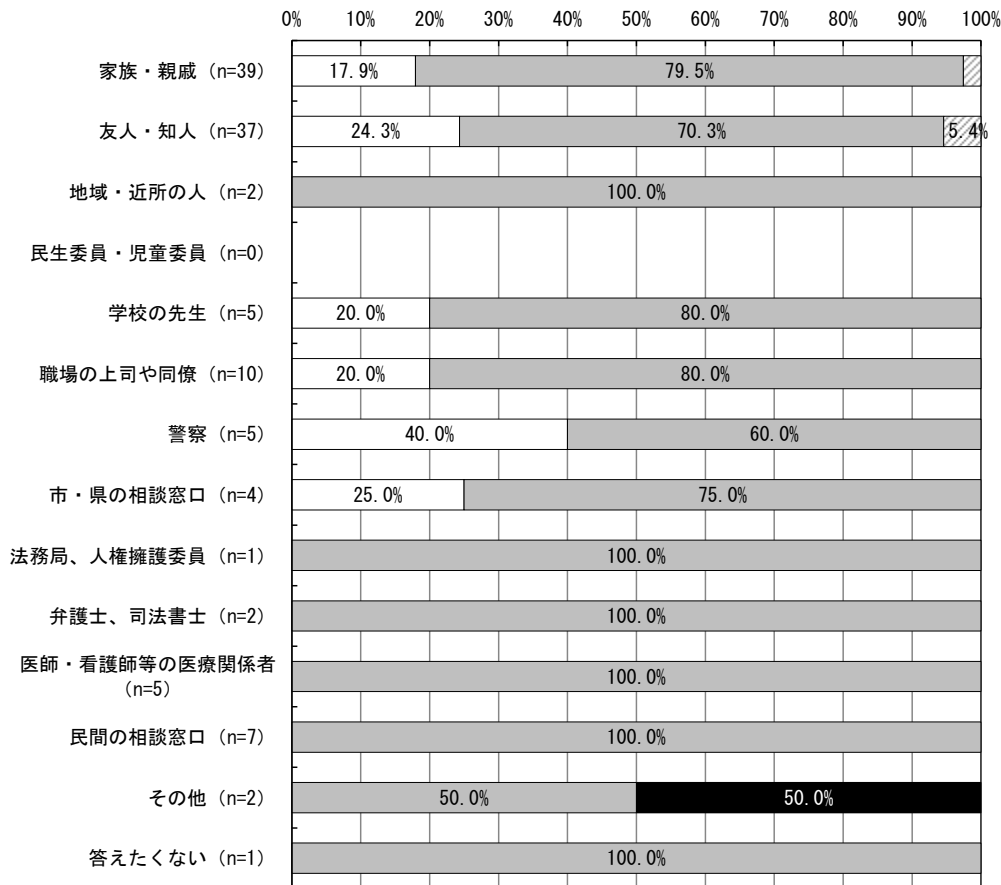 0% 10% 20% 30% 40% 50% 60% 70% 80% 90% 100%
家族・親戚 (n=39) 17.9% 79.5%
友人・知人 (n=37) 24.3% 70.3% 5.4%
地域・近所の人 (n=2) 100.0%
民生委員・児童委員 (n=0)
学校の先生 (n=5) 20.0% 80.0%
職場の上司や同僚 (n=10) 20.0% 80.0%
警察 (n=5) 40.0% 60.0%
市・県の相談窓口 (n=4) 25.0% 75.0%
法務局、人権擁護委員 (n=1) 100.0%
弁護士、司法書士 (n=2) 100.0%
医師・看護師等の医療関係者
(n=5) 100.0%
民間の相談窓口 (n=7) 100.0%
その他 (n=2) 50.0% 50.0%
答えたくない (n=1) 100.0%